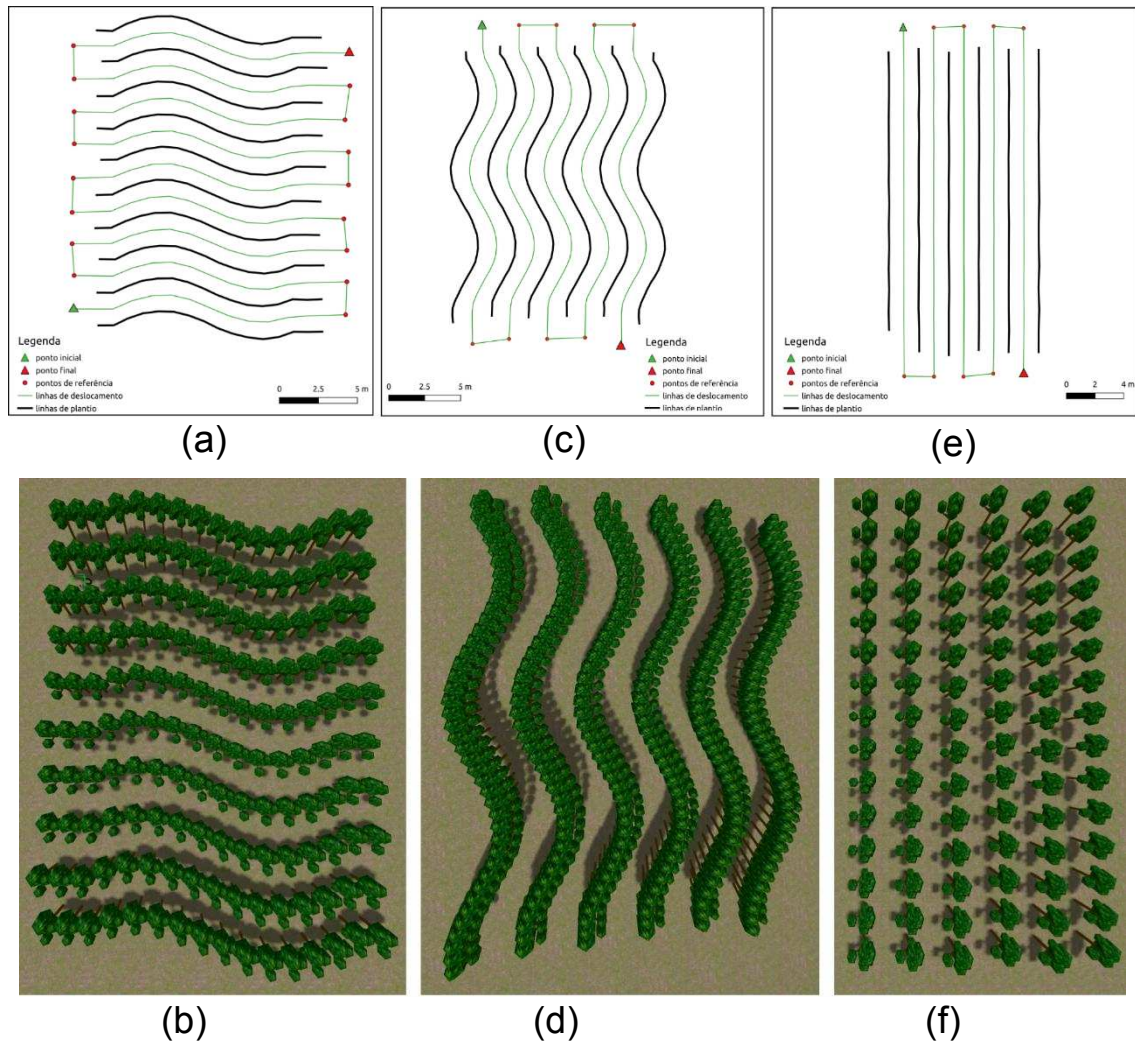 Legenda
ponto inicial
ponto final
pontos de referência
linhas de deslocamento
linhas de plantio
0 2.5 5 m
(a)
Legenda
ponto inicial
ponto final
pontos de referência
linhas de deslocamento
linhas de plantio
0 2.5 5 m
(c)
Legenda
ponto inicial
ponto final
pontos de referência
linhas de deslocamento
linhas de plantio
0 2 4 m
(e)
(b)
(d)
(f)